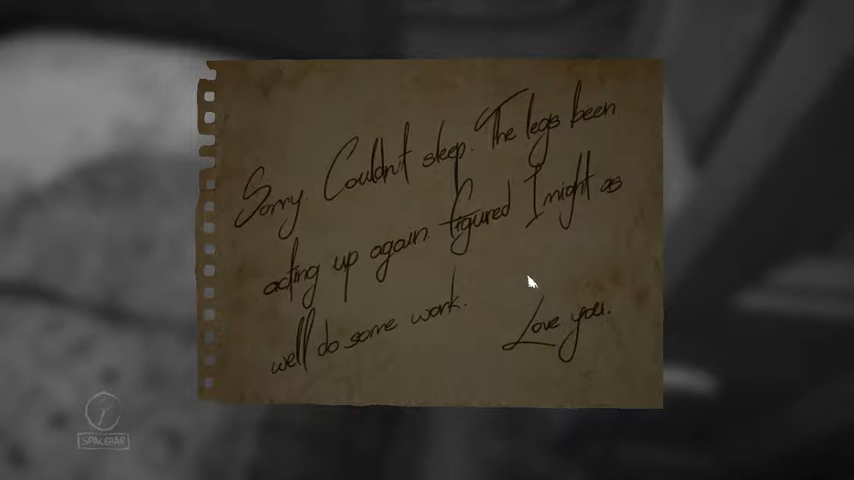 Sorry. Couldn't sleep. The legs been
acting up again. Figured I might as
well do some work.
Love you.
SPACEBAR